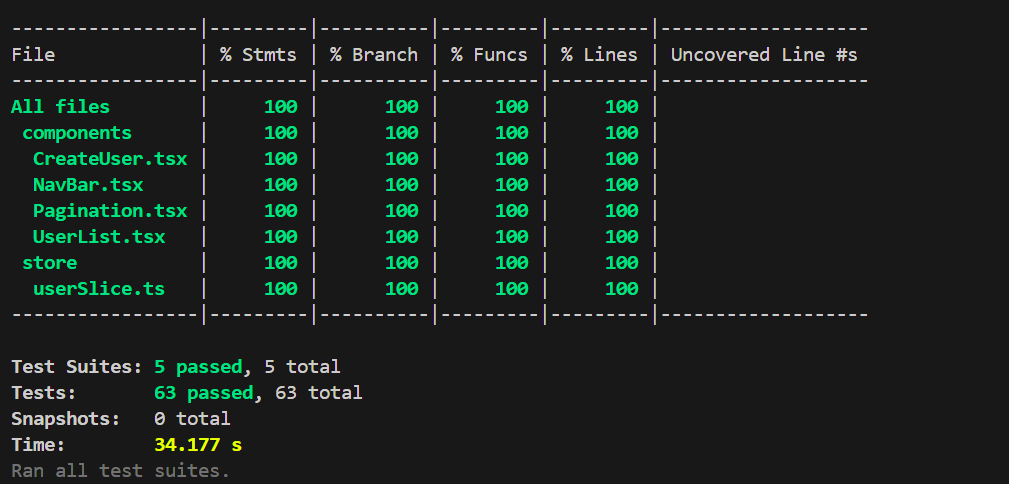 -----------------|---------|----------|---------|---------|-------------------
File             | % Stmts | % Branch | % Funcs | % Lines | Uncovered Line #s
-----------------|---------|----------|---------|---------|-------------------
All files        |     100 |      100 |     100 |     100 |
 components      |     100 |      100 |     100 |     100 |
  CreateUser.tsx |     100 |      100 |     100 |     100 |
  NavBar.tsx     |     100 |      100 |     100 |     100 |
  Pagination.tsx |     100 |      100 |     100 |     100 |
  UserList.tsx   |     100 |      100 |     100 |     100 |
 store           |     100 |      100 |     100 |     100 |
  userSlice.ts   |     100 |      100 |     100 |     100 |
-----------------|---------|----------|---------|---------|-------------------
Test Suites: 5 passed, 5 total
Tests:       63 passed, 63 total
Snapshots:   0 total
Time:        34.177 s
Ran all test suites.